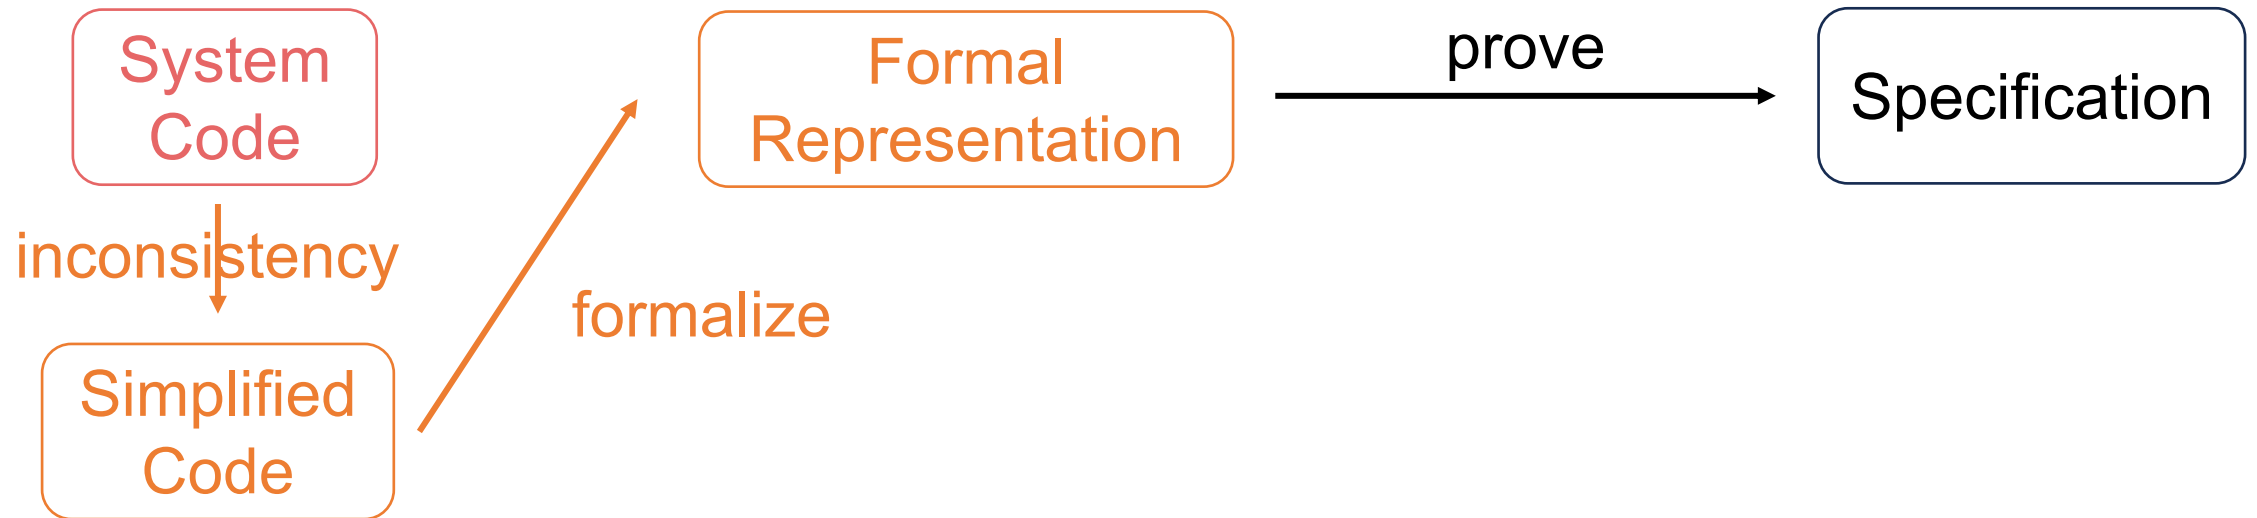 System
Code
inconsistency
Simplified
Code
formalize
Formal
Representation
prove
Specification